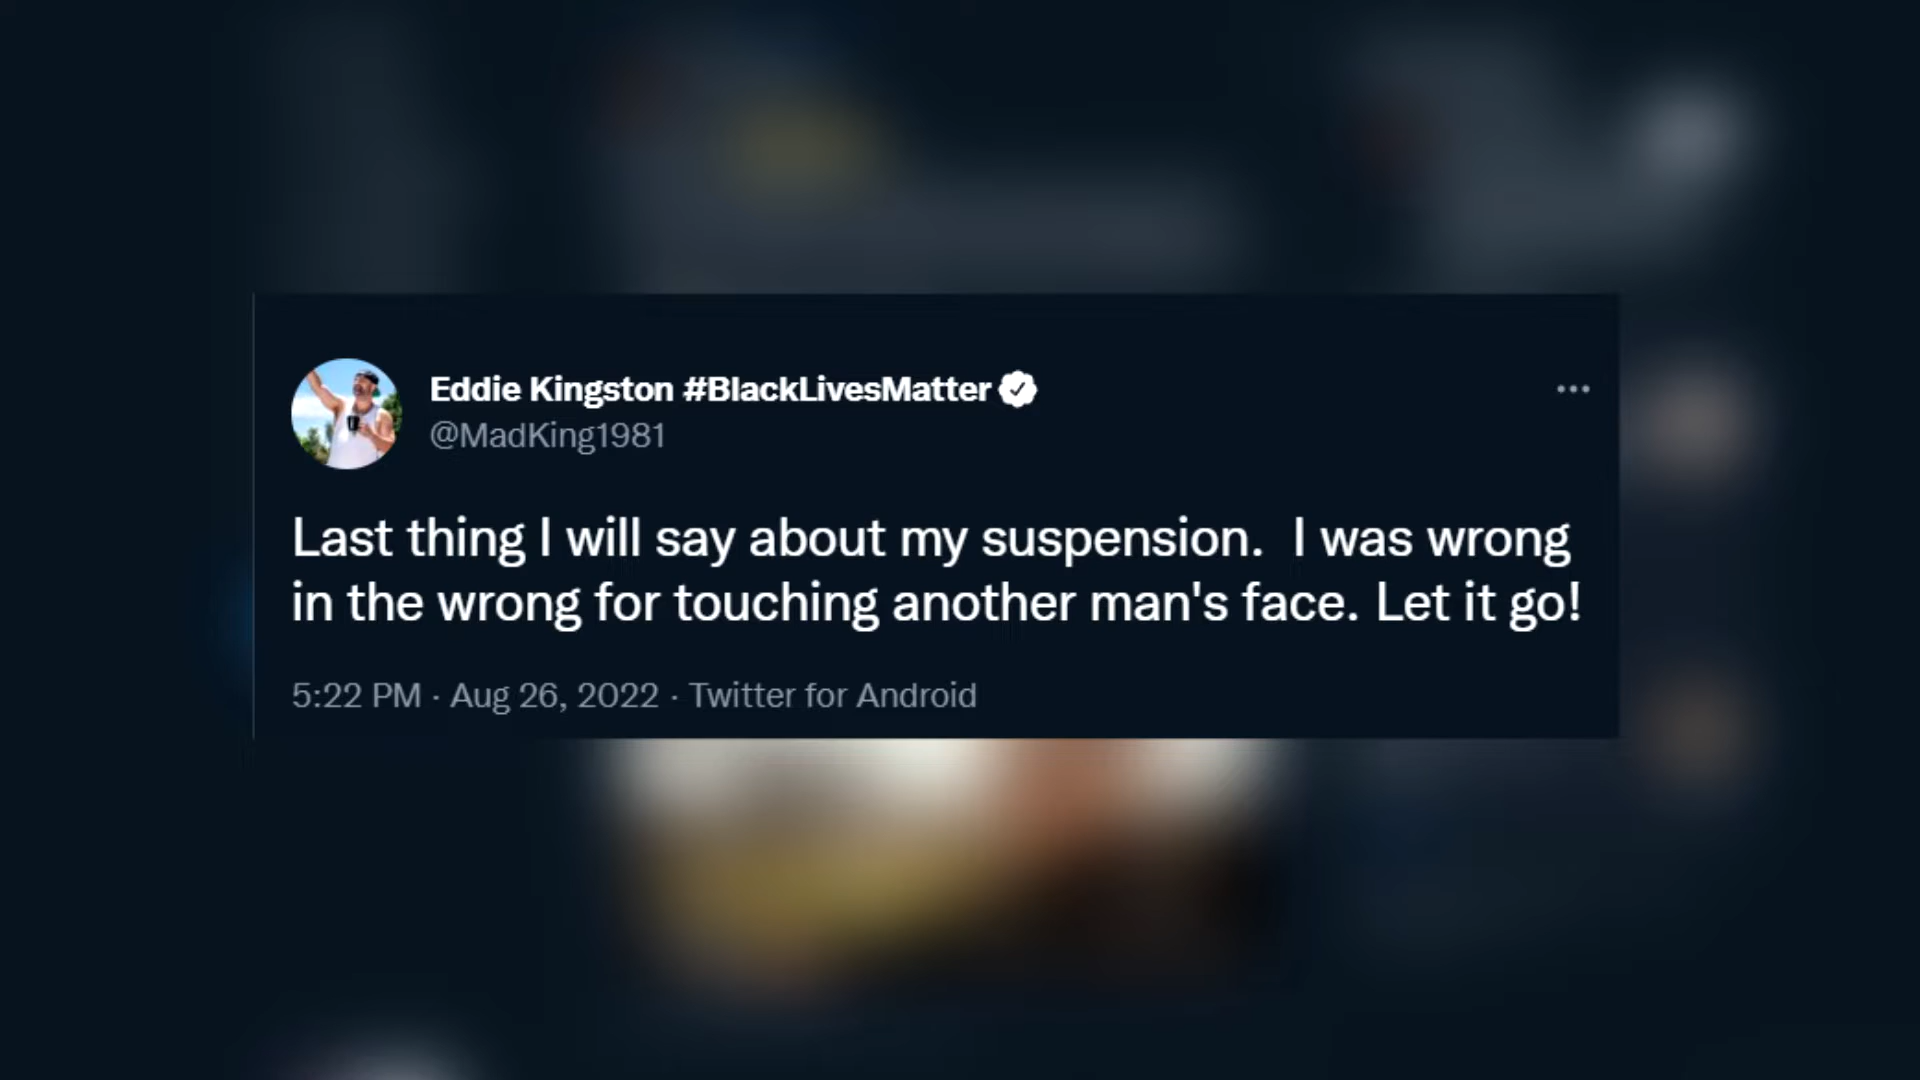 Eddie Kingston #BlackLivesMatter
@MadKing1981
Last thing I will say about my suspension.  I was wrong
in the wrong for touching another man's face. Let it go!
5:22 PM · Aug 26, 2022 · Twitter for Android